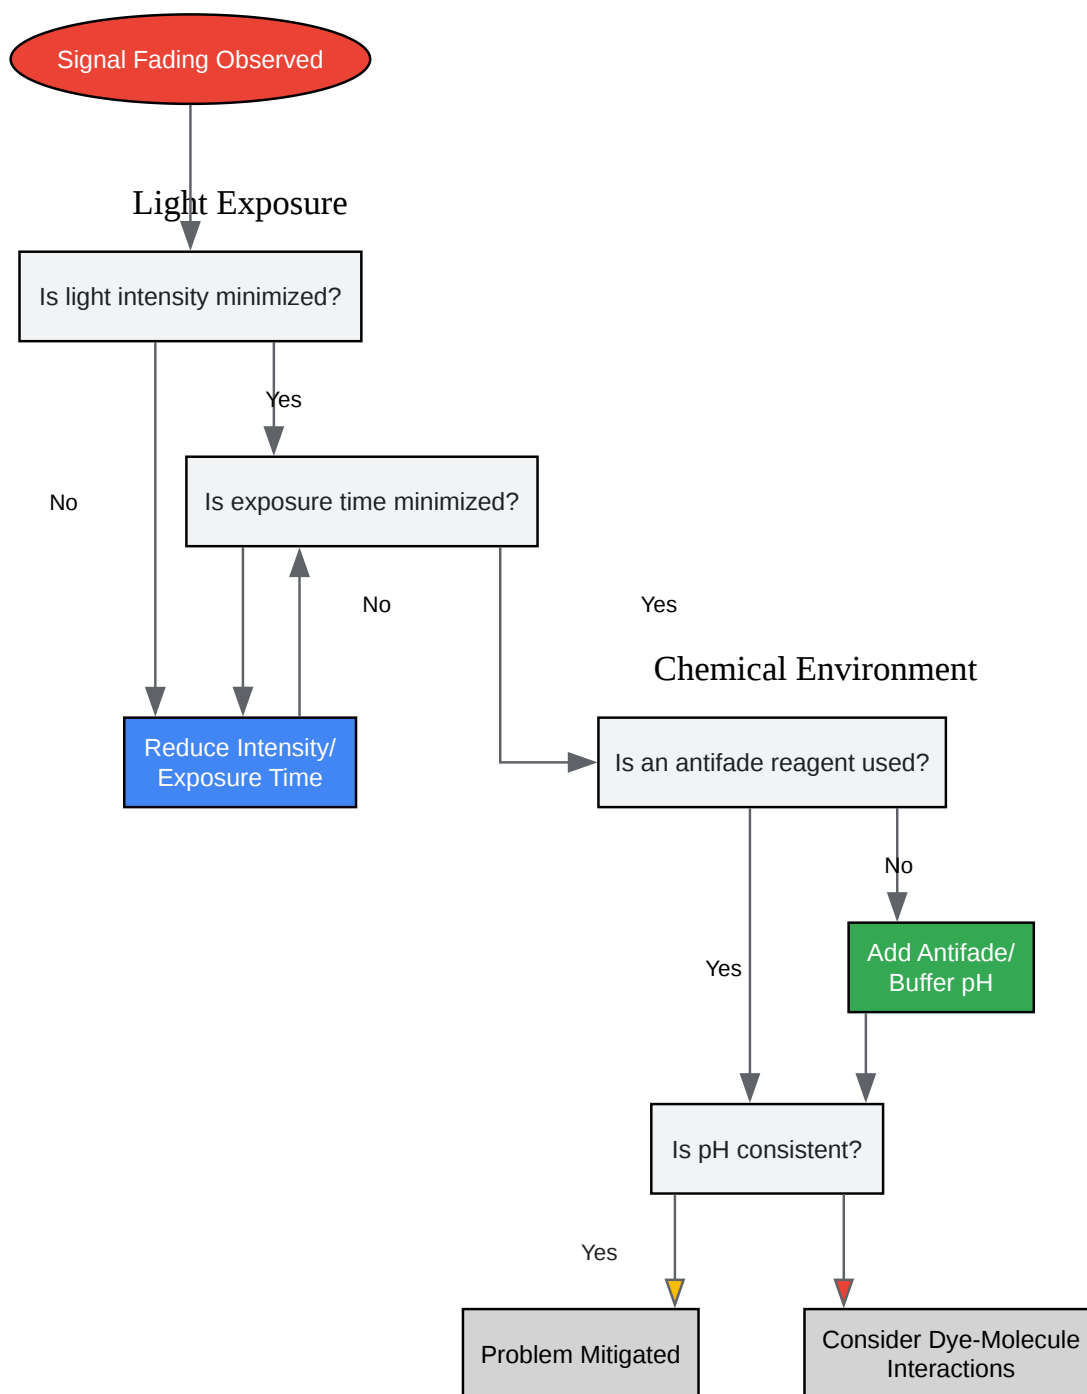 Signal Fading Observed
Light Exposure
Is light intensity minimized?
Yes
Is exposure time minimized?
No
No
Yes
Chemical Environment
Reduce Intensity/
Exposure Time
Is an antifade reagent used?
No
Add Antifade/
Buffer pH
Yes
Is pH consistent?
Yes
Problem Mitigated
Consider Dye-Molecule
Interactions